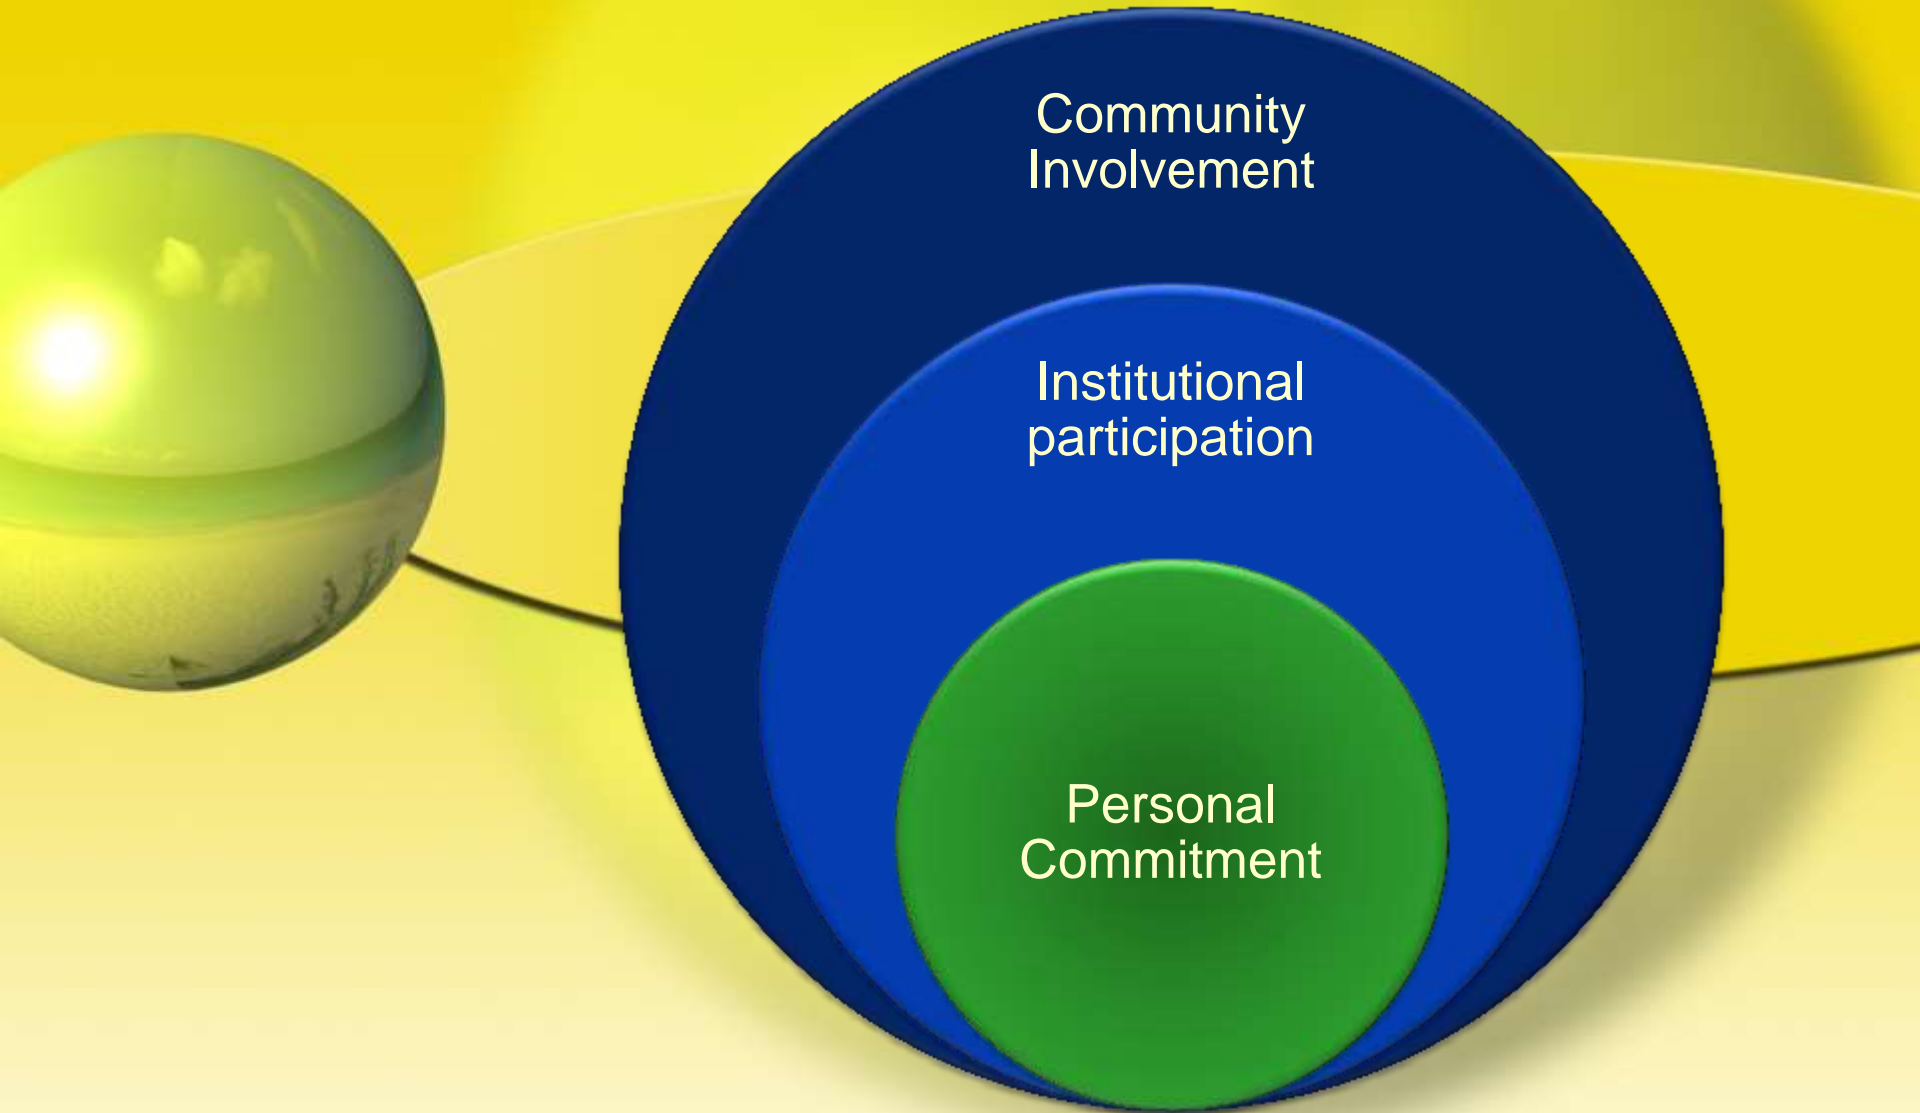 Community
Involvement
Institutional
participation
Personal
Commitment